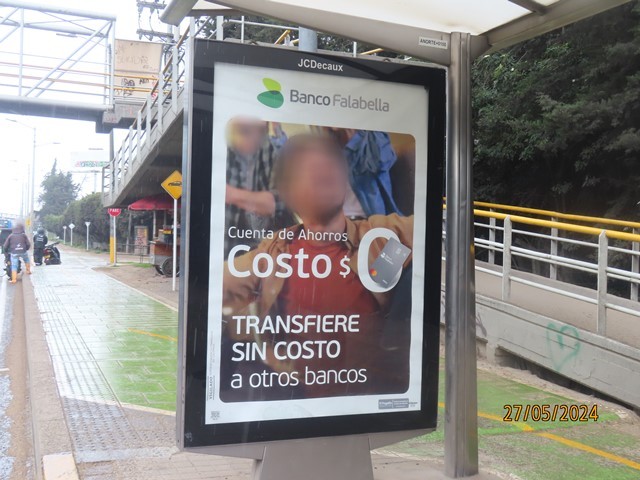 JCDecaux
Banco Falabella
Cuenta de Ahorros
Costo $0
TRANSFIERE
SIN COSTO
a otros bancos
27/05/2024